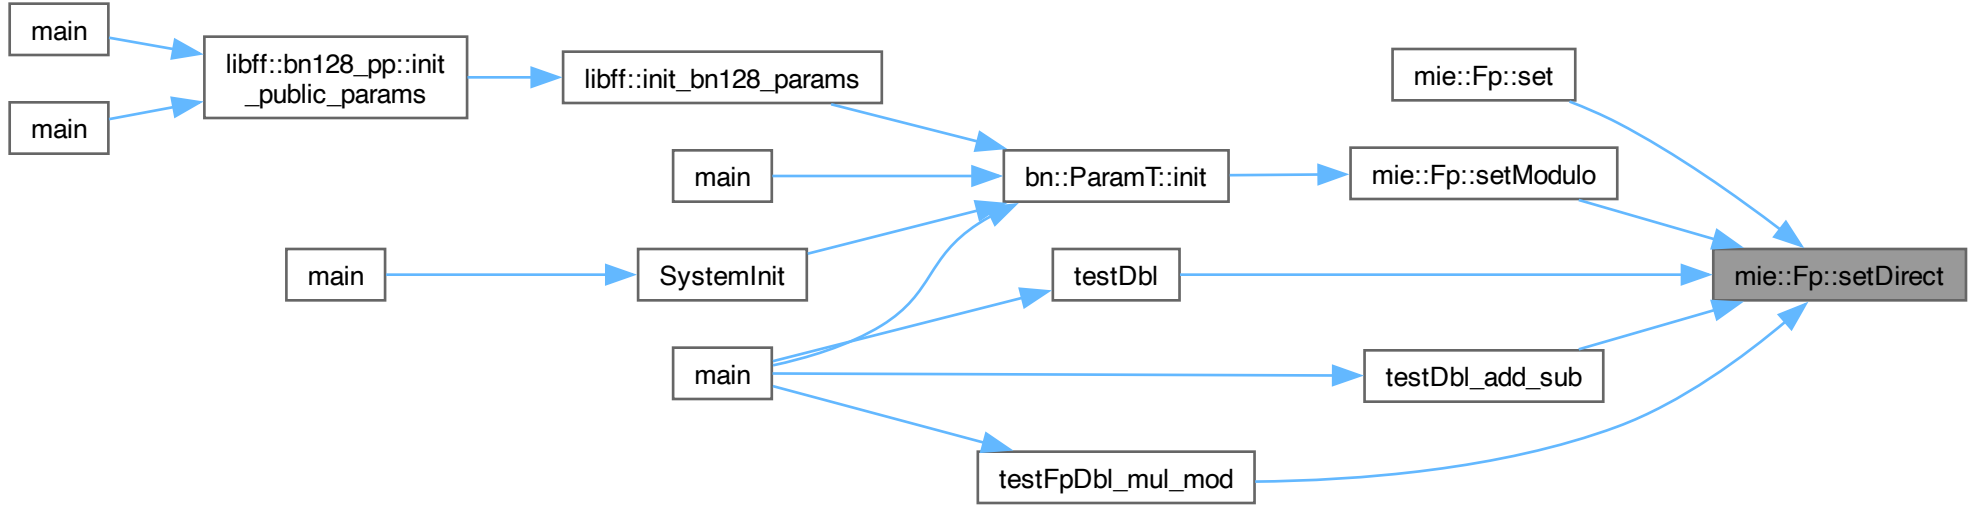 main
libff::bn128_pp::init
_public_params
libff::init_bn128_params
mie::Fp::set
main
main
bn::ParamT::init
mie::Fp::setModulo
main
SystemInit
testDbl
mie::Fp::setDirect
main
testDbl_add_sub
testFpDbl_mul_mod